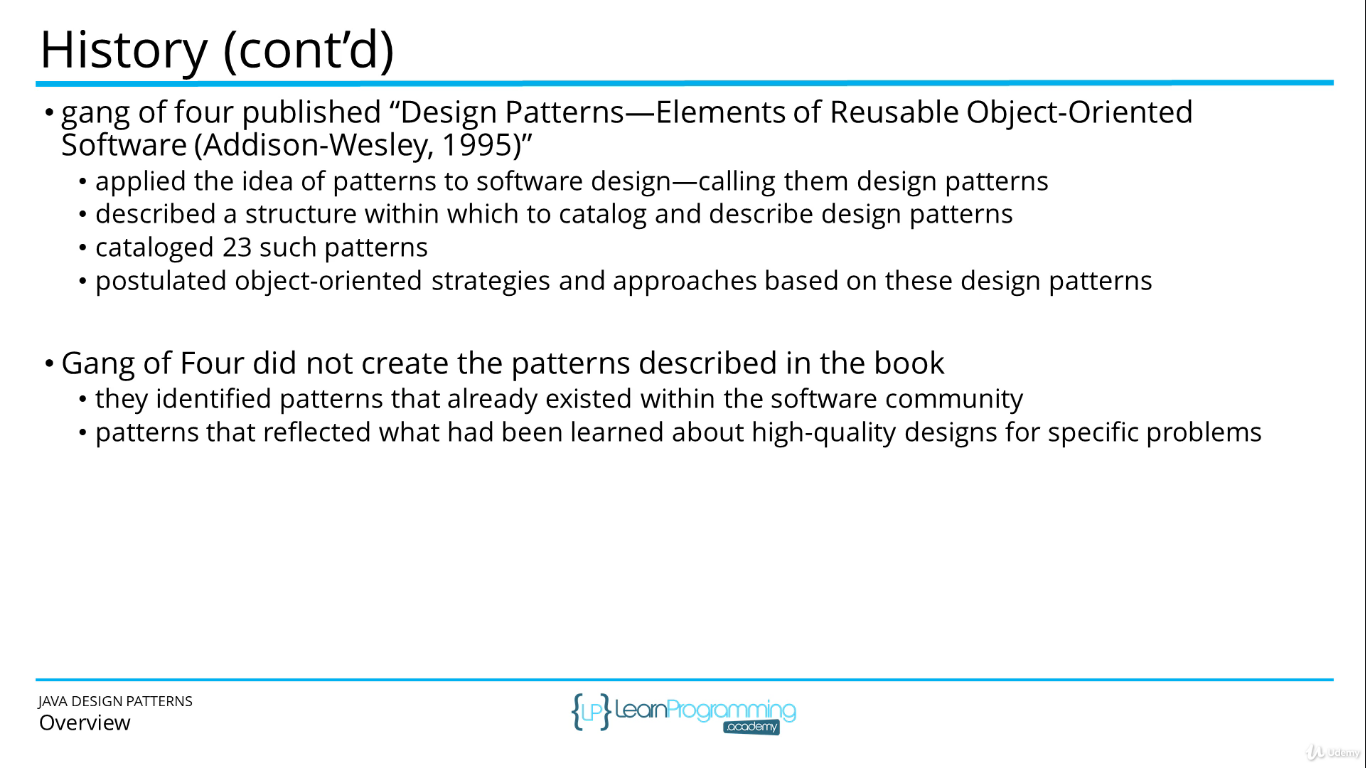 History (cont’d)
• gang of four published “Design Patterns—Elements of Reusable Object-Oriented
Software (Addison-Wesley, 1995)”
• applied the idea of patterns to software design—calling them design patterns
• described a structure within which to catalog and describe design patterns
• cataloged 23 such patterns
• postulated object-oriented strategies and approaches based on these design patterns
• Gang of Four did not create the patterns described in the book
• they identified patterns that already existed within the software community
• patterns that reflected what had been learned about high-quality designs for specific problems
JAVA DESIGN PATTERNS
Overview
{LP} LearnProgramming
.academy
Udemy